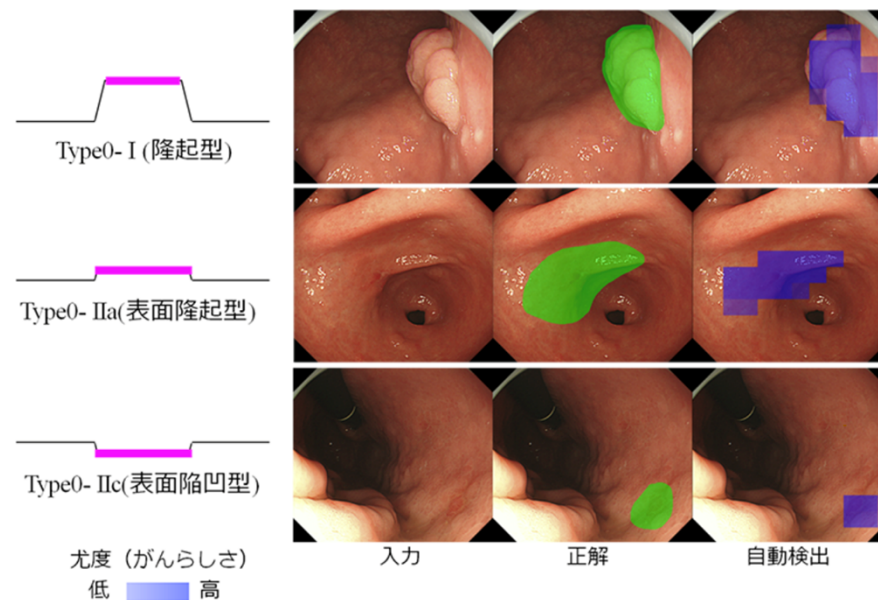 Type0-Ⅰ(隆起型)
Type0-Ⅱa(表面隆起型)
Type0-Ⅱc(表面陥凹型)
尤度（がんらしさ）
低 高
入力 正解 自動検出